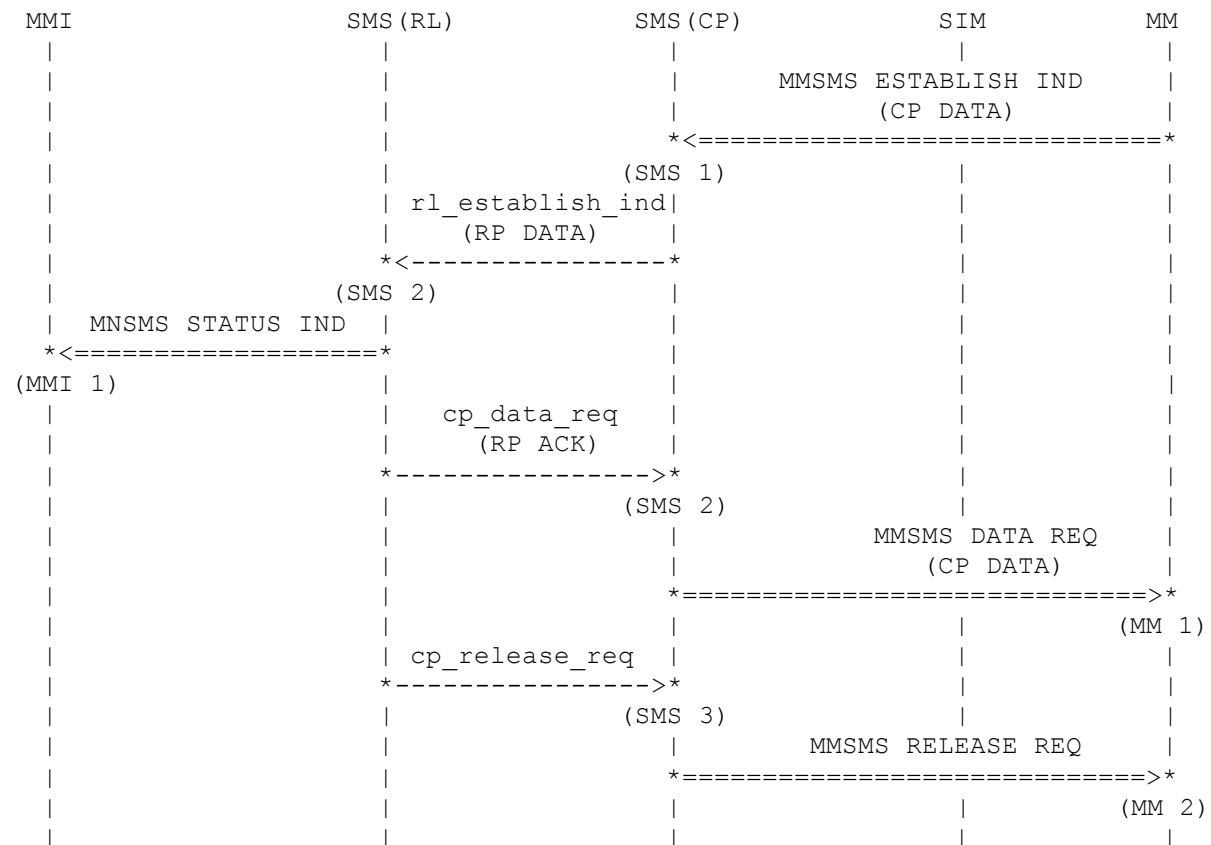 MMI SMS(RL) SMS(CP) SIM MM
MMSMS ESTABLISH IND
(CP DATA)
*<=============================*
(SMS 1)
rl_establish_ind
(RP DATA)
*<----------------*
(SMS 2)
MNSMS STATUS IND
*<===================*
(MMI 1)
cp_data_req
(RP ACK)
*---------------->*
(SMS 2)
MMSMS DATA REQ
(CP DATA)
*=============================>*
(MM 1)
cp_release_req
*---------------->*
(SMS 3)
MMSMS RELEASE REQ
*=============================>*
(MM 2)